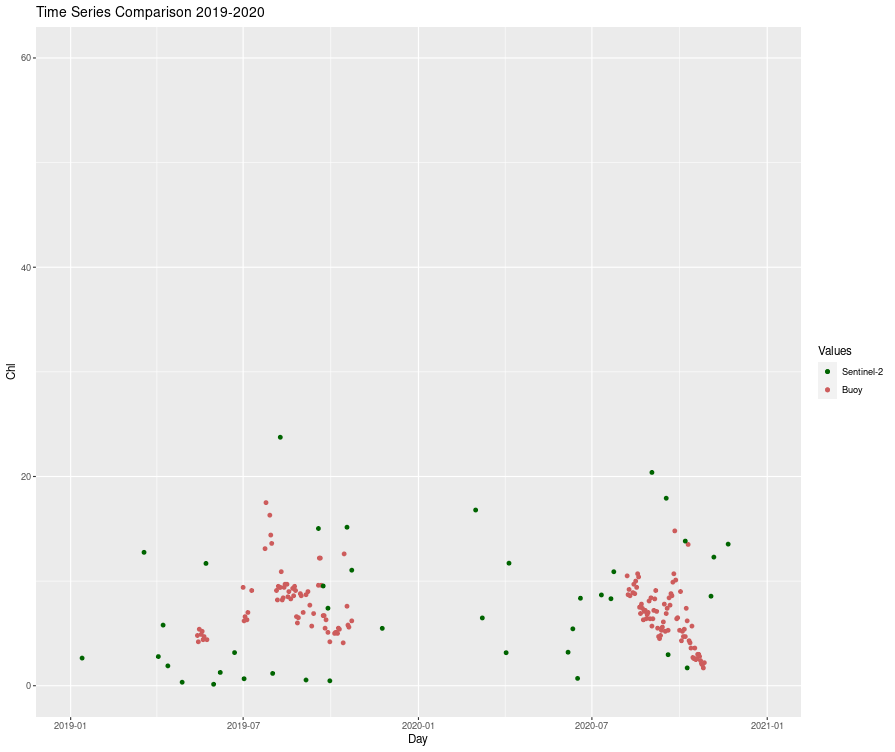 Time Series Comparison 2019-2020
60
40
20
0
Chl
2019-01
2019-07
2020-01
2020-07
2021-01
Day
Values
Sentinel-2
Buoy